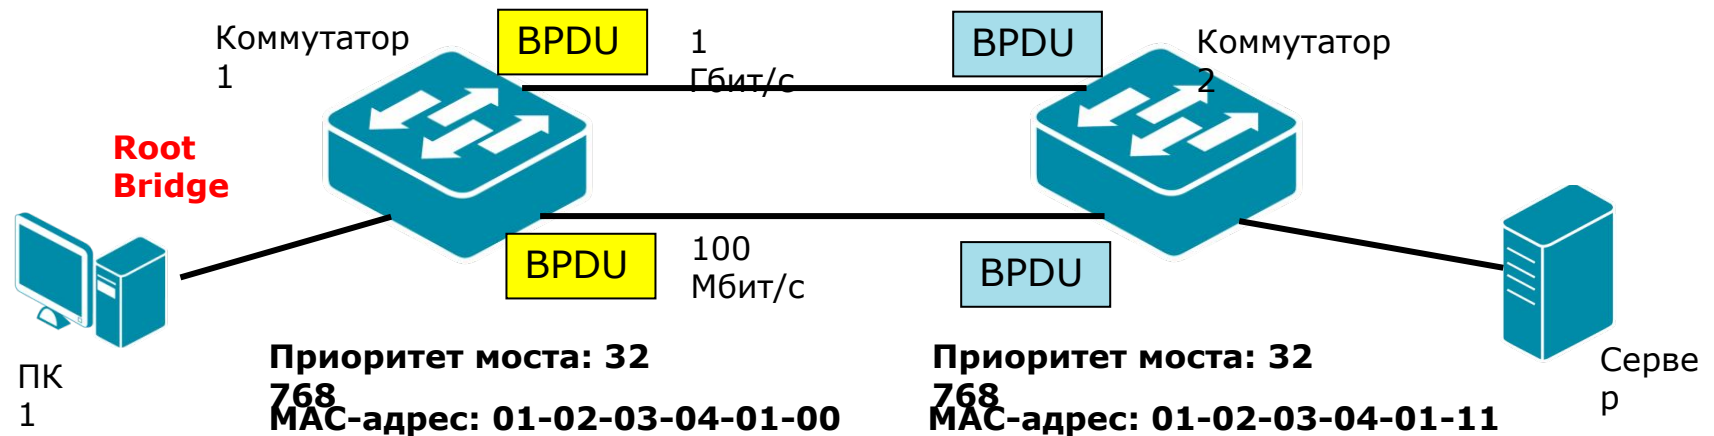 Коммутатор
1
BPDU
1
Гбит/с
BPDU
Коммутатор
2
Root
Bridge
BPDU
100
Мбит/с
BPDU
ПК
1
Приоритет моста: 32
768
MAC-адрес: 01-02-03-04-01-00
Приоритет моста: 32
768
MAC-адрес: 01-02-03-04-01-11
Серве
р